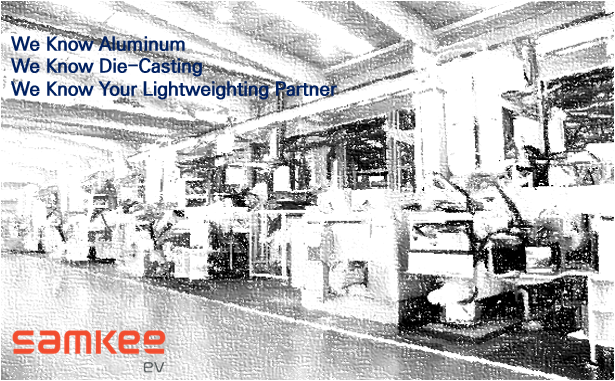 We Know Aluminum
We Know Die-Casting
We Know Your Lightweighting Partner
samkee
ev